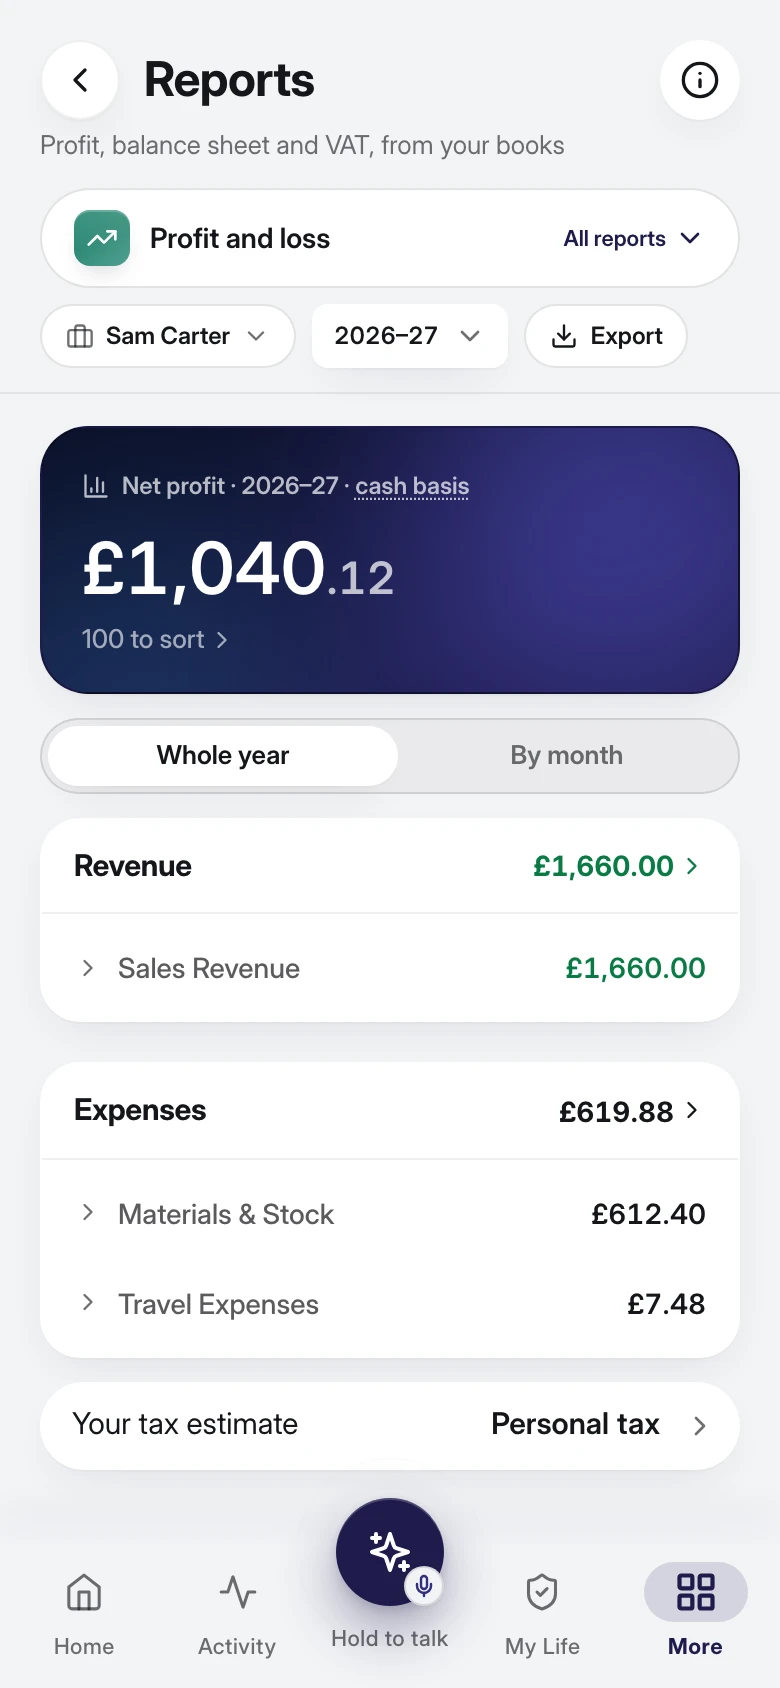 Reports
Profit, balance sheet and VAT, from your books
Profit and loss All reports
Sam Carter 2026–27 Export
Net profit · 2026–27 · cash basis
£1,040.12
100 to sort
Whole year By month
Revenue £1,660.00
Sales Revenue £1,660.00
Expenses £619.88
Materials & Stock £612.40
Travel Expenses £7.48
Your tax estimate Personal tax
Home Activity Hold to talk My Life More